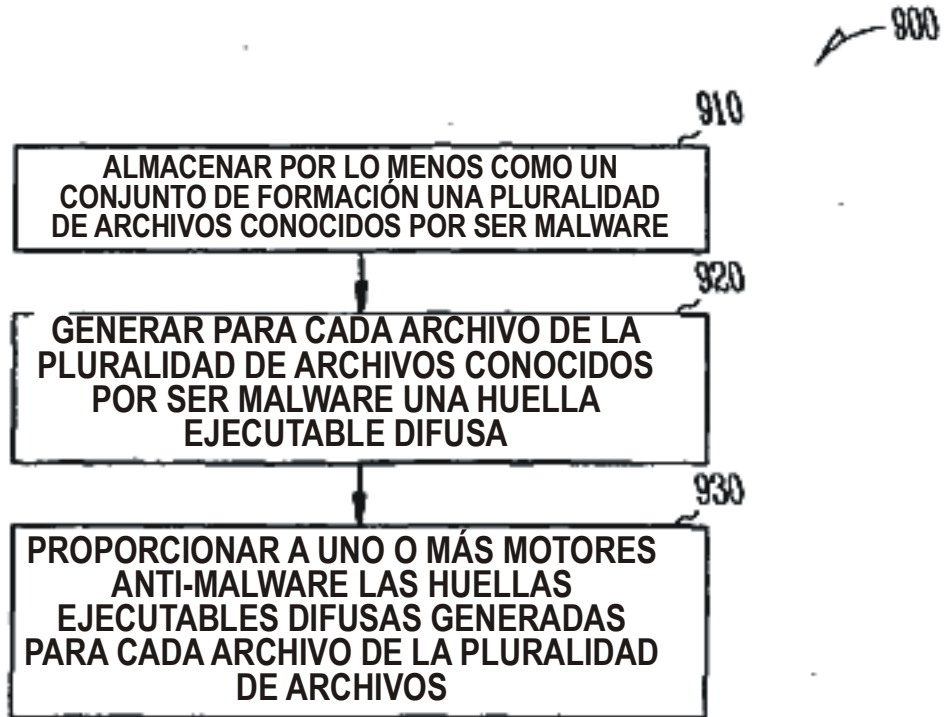 900
910
ALMACENAR POR LO MENOS COMO UN
CONJUNTO DE FORMACIÓN UNA PLURALIDAD
DE ARCHIVOS CONOCIDOS POR SER MALWARE
920
GENERAR PARA CADA ARCHIVO DE LA
PLURALIDAD DE ARCHIVOS CONOCIDOS
POR SER MALWARE UNA HUELLA
EJECUTABLE DIFUSA
930
PROPORCIONAR A UNO O MÁS MOTORES
ANTI-MALWARE LAS HUELLAS
EJECUTABLES DIFUSAS GENERADAS
PARA CADA ARCHIVO DE LA PLURALIDAD
DE ARCHIVOS